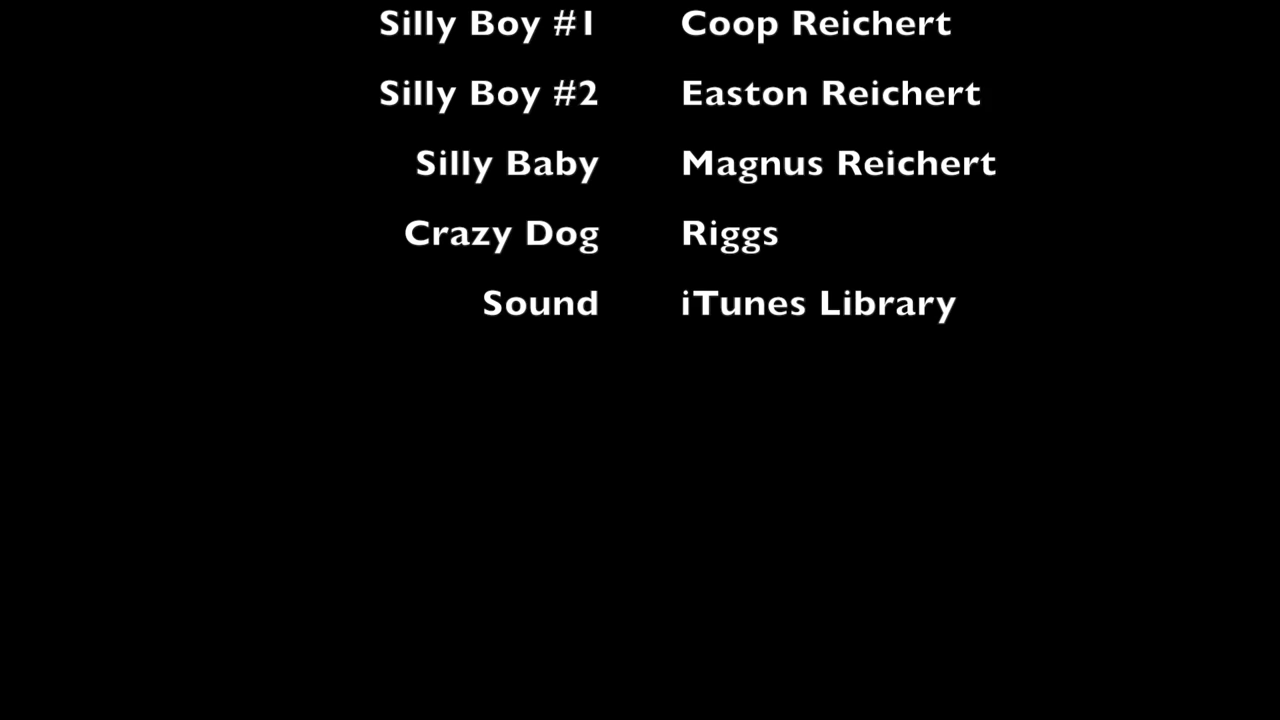 Silly Boy #1 Coop Reichert
Silly Boy #2 Easton Reichert
Silly Baby Magnus Reichert
Crazy Dog Riggs
Sound iTunes Library